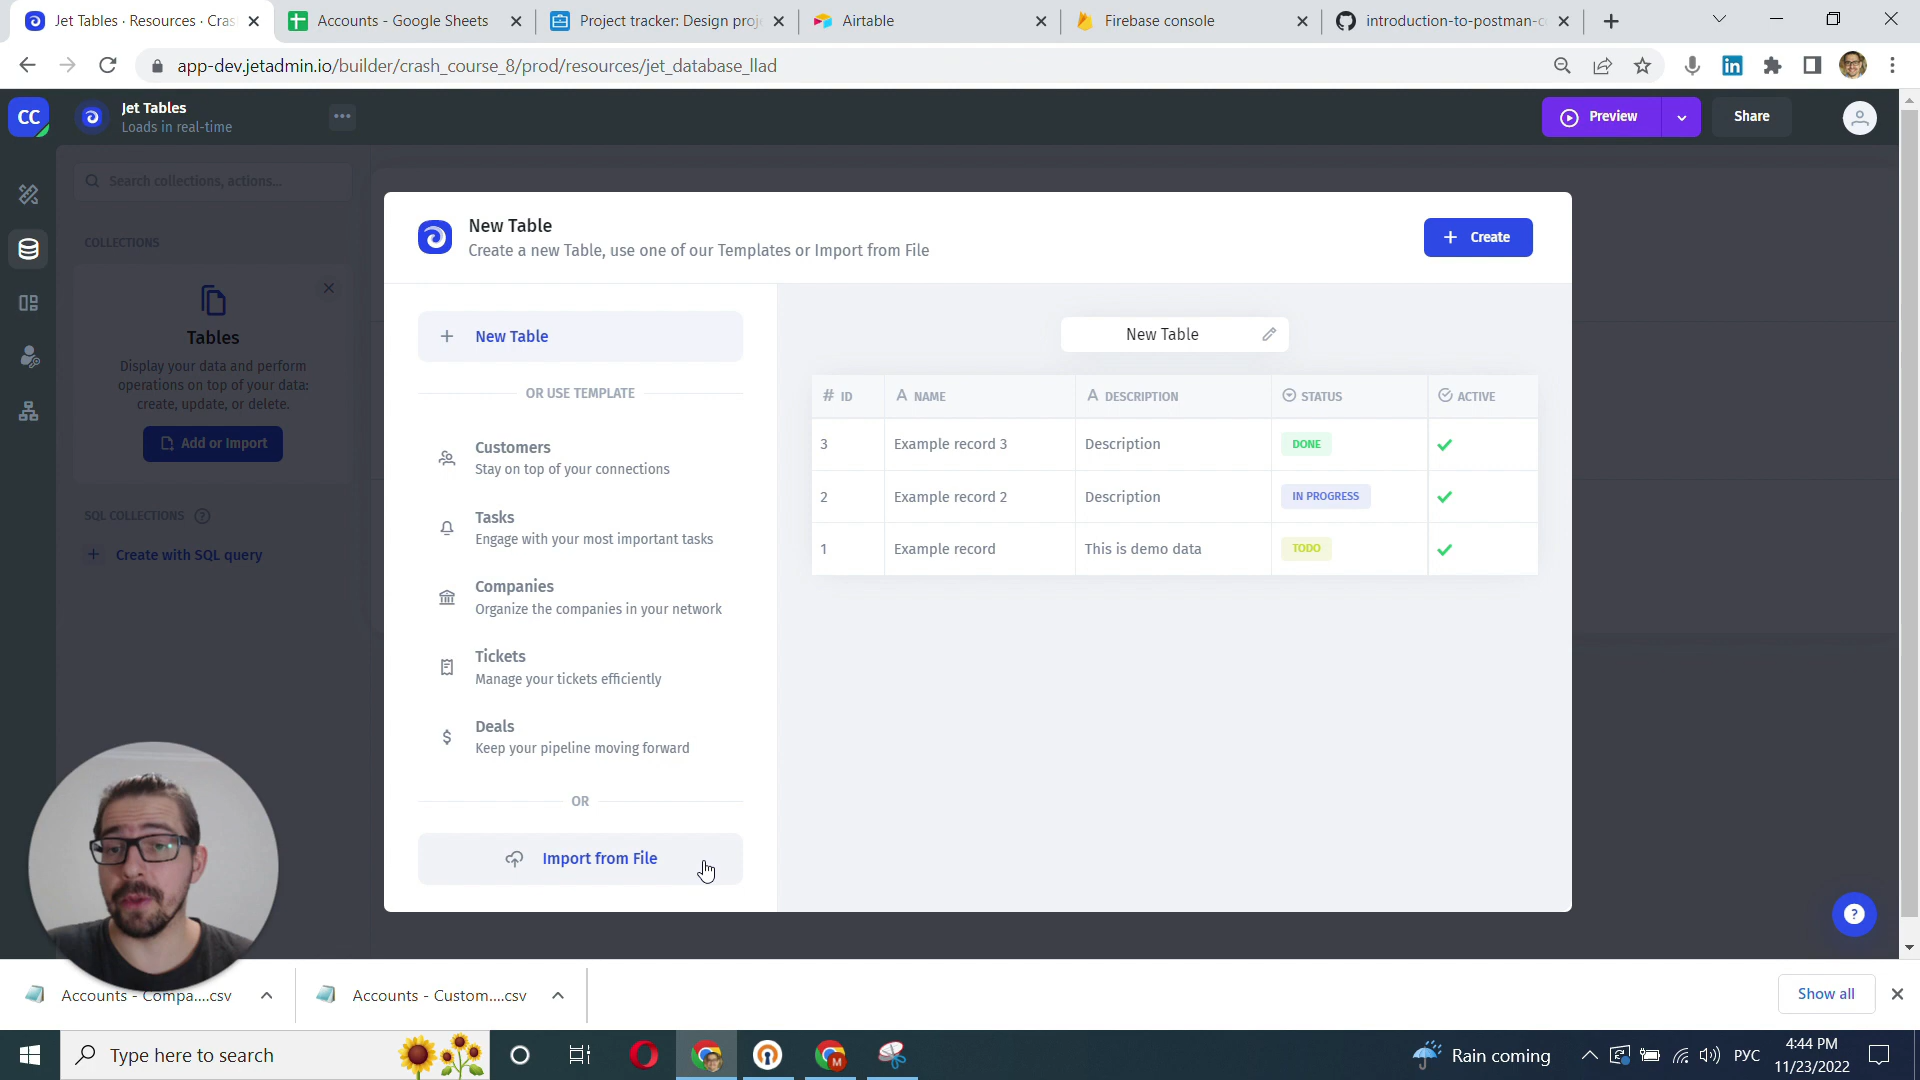 Jet Tables · Resources · Cras
Accounts - Google Sheets
Project tracker: Design proj
Airtable
Firebase console
introduction-to-postman-c
app-dev.jetadmin.io/builder/crash_course_8/prod/resources/jet_database_llad
CC
Jet Tables
Loads in real-time
Preview
Share
Search collections, actions...
COLLECTIONS
Tables
Display your data and perform
operations on top of your data:
create, update, or delete.
Add or Import
SQL COLLECTIONS ?
Create with SQL query
New Table
Create a new Table, use one of our Templates or Import from File
+ Create
+ New Table
OR USE TEMPLATE
Customers
Stay on top of your connections
Tasks
Engage with your most important tasks
Companies
Organize the companies in your network
Tickets
Manage your tickets efficiently
$ Deals
Keep your pipeline moving forward
OR
Import from File
New Table
# ID A NAME A DESCRIPTION STATUS ACTIVE
3 Example record 3 Description DONE
2 Example record 2 Description IN PROGRESS
1 Example record This is demo data TODO
?
Accounts - Compa....csv
Accounts - Custom....csv
Show all
Type here to search
M
Rain coming
РУС
4:44 PM
11/23/2022